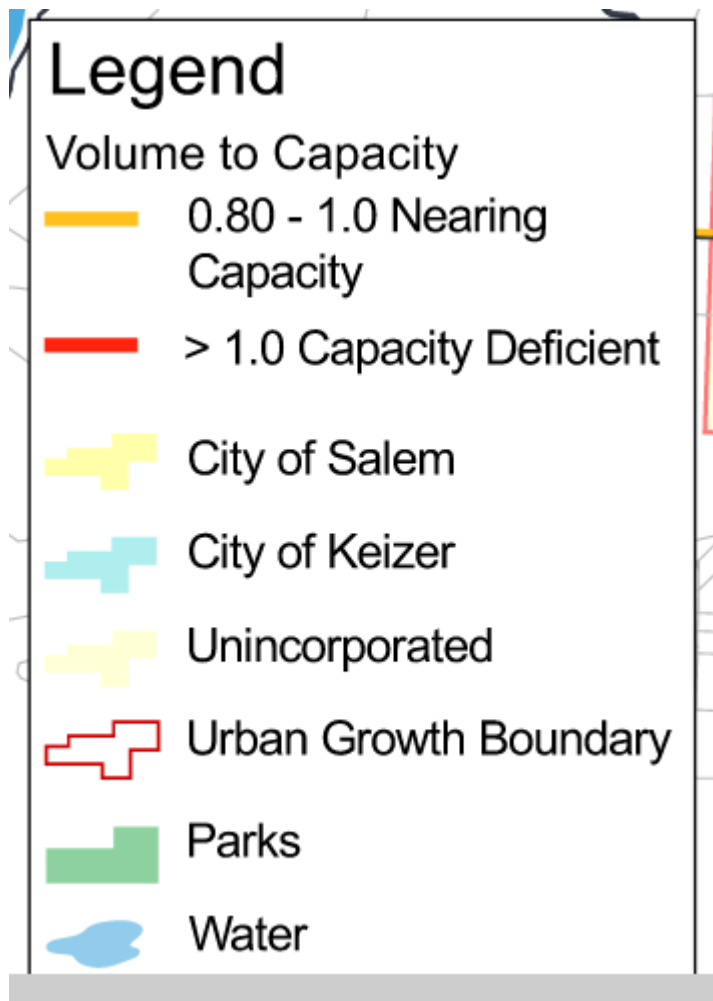 Legend
Volume to Capacity
0.80 - 1.0 Nearing
Capacity
> 1.0 Capacity Deficient
City of Salem
City of Keizer
Unincorporated
Urban Growth Boundary
Parks
Water